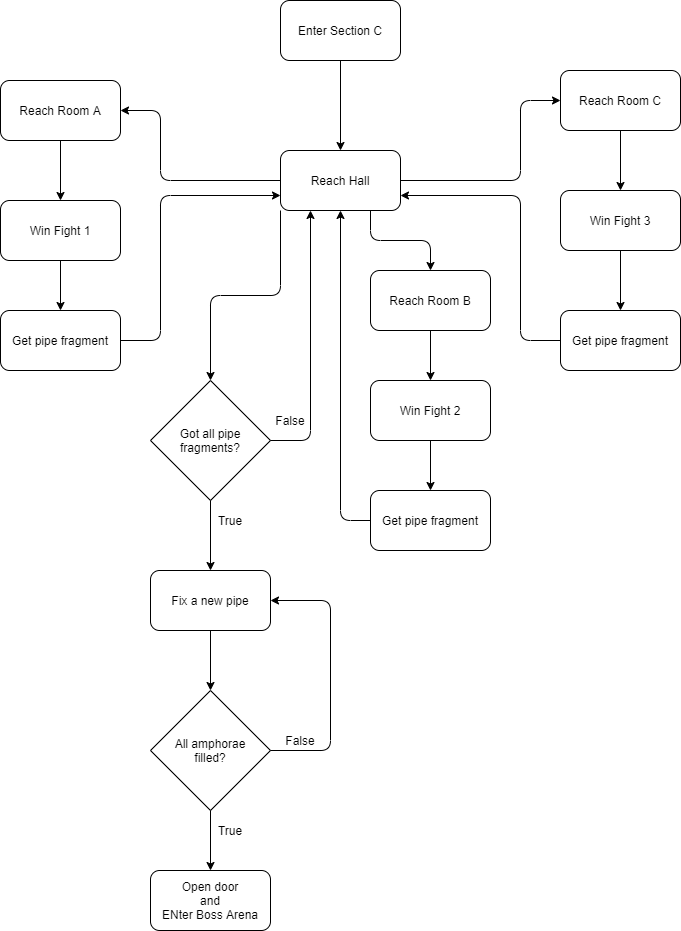 Enter Section C
Reach Room A
Reach Room C
Reach Hall
Win Fight 1
Win Fight 3
Reach Room B
Get pipe fragment
Get pipe fragment
Win Fight 2
False
Got all pipe
fragments?
True
Get pipe fragment
Fix a new pipe
False
All amphorae
filled?
True
Open door
and
ENter Boss Arena